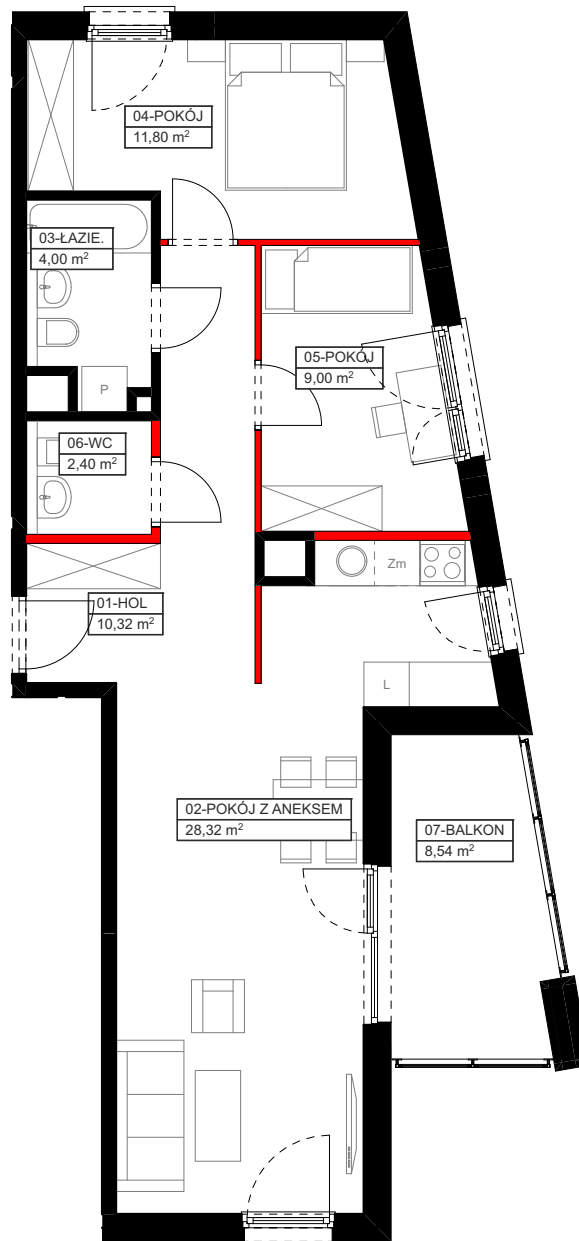 04-POKÓJ
11,80 m²
03-ŁAZIE.
4,00 m²
05-POKÓJ
9,00 m²
P
06-WC
2,40 m²
Zm
01-HOL
10,32 m²
L
02-POKÓJ Z ANEKSEM
28,32 m²
07-BALKON
8,54 m²